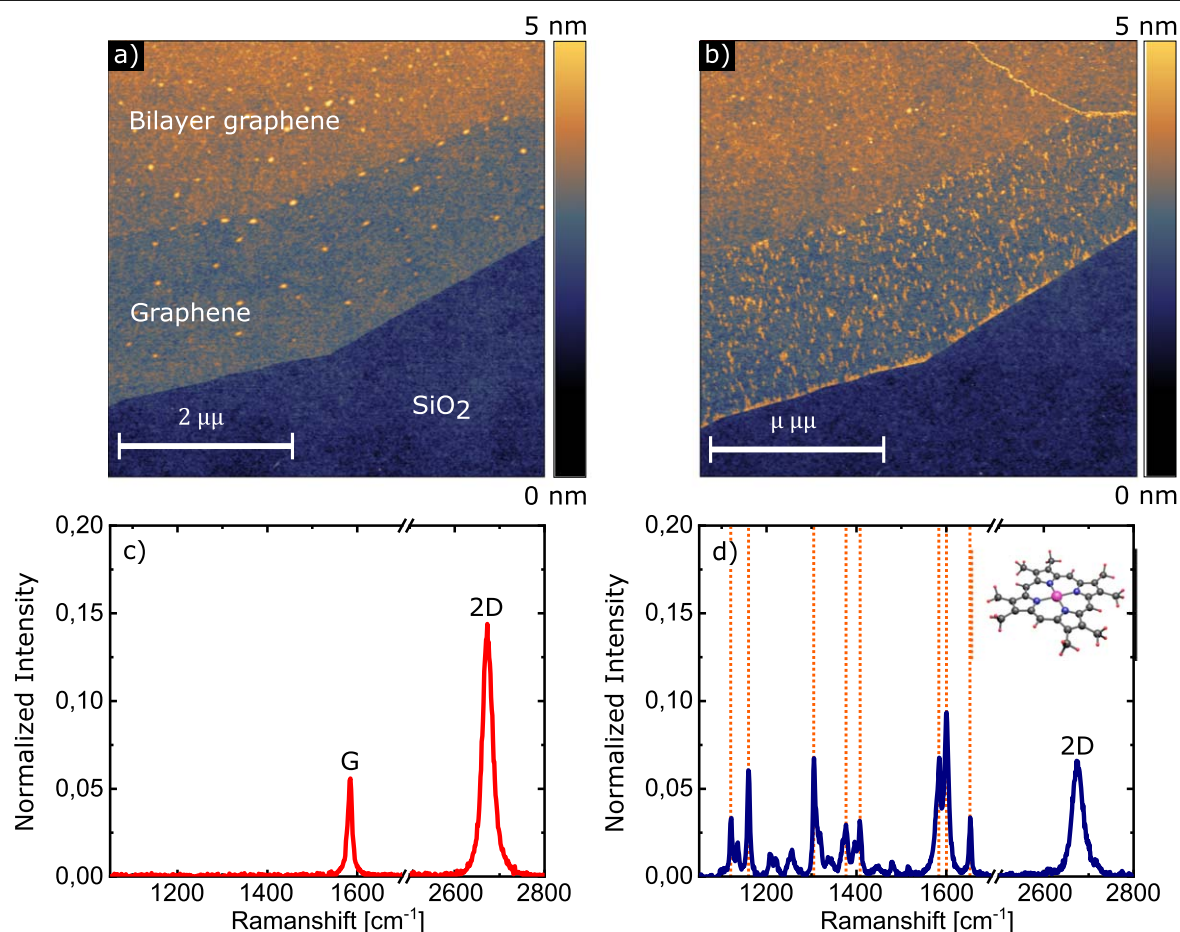 5 nm
5 nm
a)
b)
Bilayer graphene
Graphene
SiO2
2 μμ
μ μμ
0 nm
0 nm
0,20
0,15
0,10
0,05
0,00
Normalized Intensity
c)
G
2D
1200
1400
1600
2600
2800
Ramanshift [cm-1]
0,20
0,15
0,10
0,05
0,00
Normalized Intensity
d)
2D
1200
1400
1600
2600
2800
Ramanshift [cm-1]